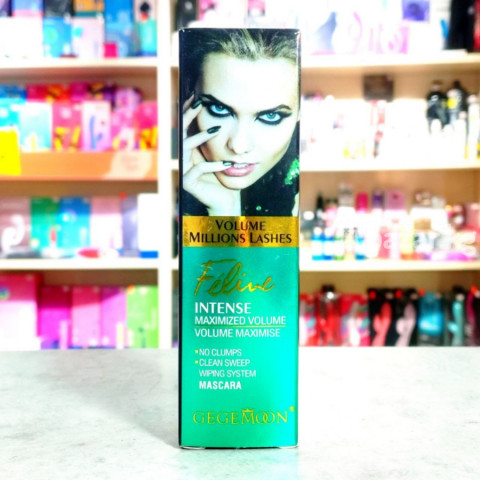 VOLUME
MILLIONS LASHES
Feline
INTENSE
MAXIMIZED VOLUME
VOLUME MAXIMISE
•NO CLUMPS
•CLEAN SWEEP
WIPING SYSTEM
MASCARA
GEGEMOON®